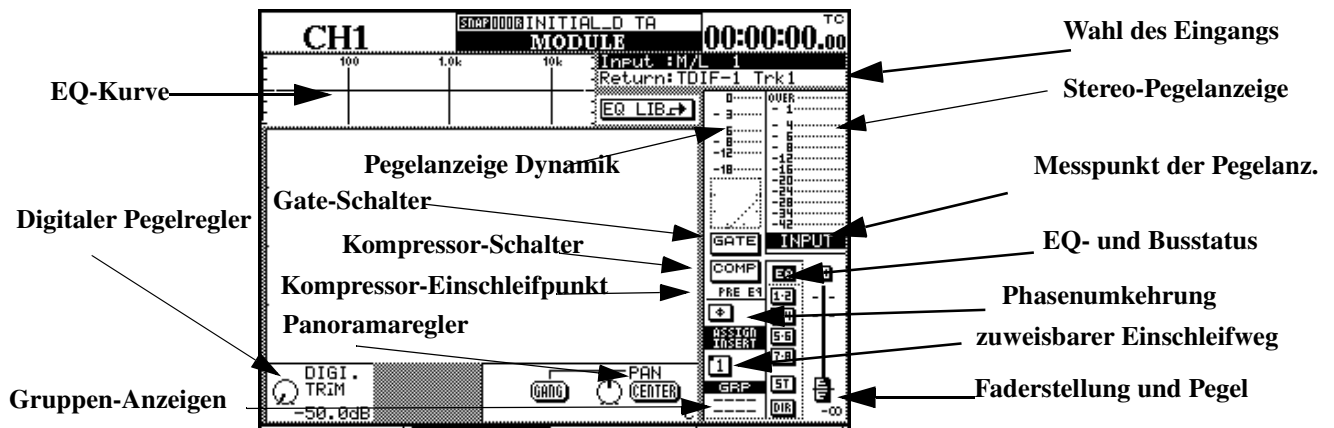 CH1
SNAP000B INITIAL_D TA
MODULE
TC
00:00:00.00
Wahl des Eingangs
100 1.0k 10k
Input :M/L 1
Return:TDIF-1 Trk1
EQ-Kurve
Stereo-Pegelanzeige
EQ LIB
0
- 3
- 6
- 8
-12
-18
OVER
- 1
- 4
- 6
- 8
-12
-16
-20
-24
-28
-34
-42
Pegelanzeige Dynamik
Messpunkt der Pegelanz.
Gate-Schalter
Digitaler Pegelregler
GATE
INPUT
Kompressor-Schalter
EQ- und Busstatus
COMP
EQ
Kompressor-Einschleifpunkt
PRE EQ
1-2
Phasenumkehrung
Φ
Panoramaregler
ASSIGN
INSERT
5-6
zuweisbarer Einschleifweg
7-8
1
DIGI.
TRIM
PAN
GANG
CENTER
GRP
ST
Faderstellung und Pegel
Gruppen-Anzeigen
-50.0dB
C
----
----
DIR
-∞